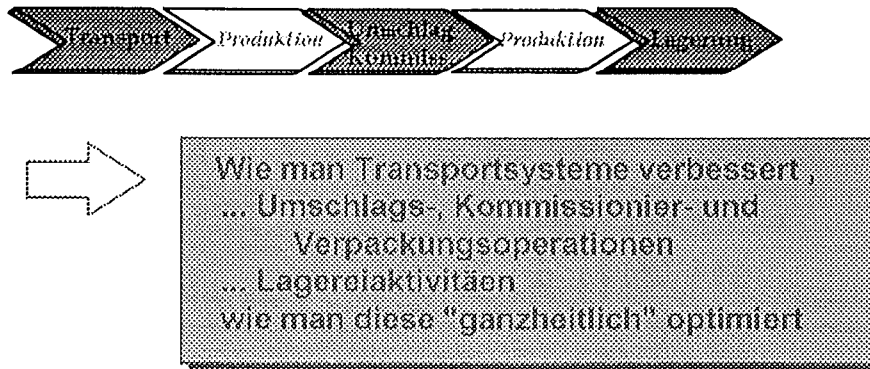 Transport
Produktion
Umschlag
Kommiss.
Produktion
Lagerung
Wie man Transportsysteme verbessert ,
... Umschlags-, Kommissionier- und
Verpackungsoperationen
... Lagereiaktivitäen
wie man diese "ganzheitlich" optimiert